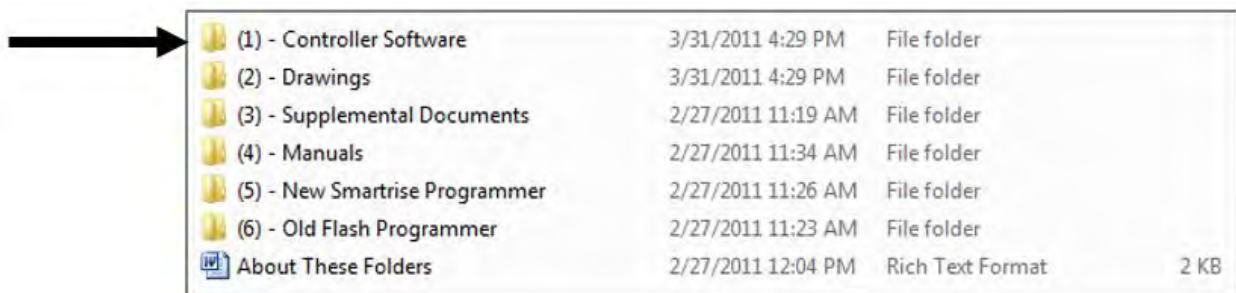 (1) - Controller Software 3/31/2011 4:29 PM File folder
(2) - Drawings 3/31/2011 4:29 PM File folder
(3) - Supplemental Documents 2/27/2011 11:19 AM File folder
(4) - Manuals 2/27/2011 11:34 AM File folder
(5) - New Smartrise Programmer 2/27/2011 11:26 AM File folder
(6) - Old Flash Programmer 2/27/2011 11:23 AM File folder
About These Folders 2/27/2011 12:04 PM Rich Text Format 2 KB